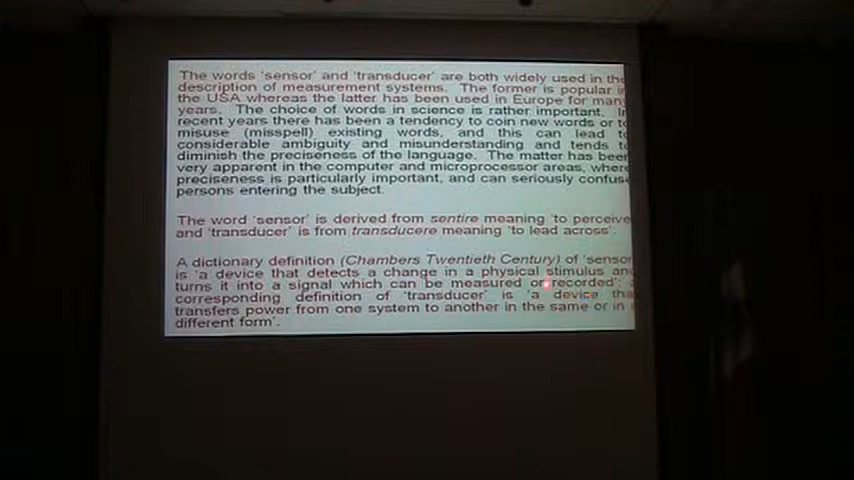 The words 'sensor' and 'transducer' are both widely used in the
description of measurement systems. The former is popular in
the USA whereas the latter has been used in Europe for many
years. The choice of words in science is rather important. In
recent years there has been a tendency to coin new words or to
misuse (misspell) existing words, and this can lead to
considerable ambiguity and misunderstanding and tends to
diminish the preciseness of the language. The matter has been
very apparent in the computer and microprocessor areas, where
preciseness is particularly important, and can seriously confuse
persons entering the subject.
The word 'sensor' is derived from sentire meaning 'to perceive'
and 'transducer' is from transducere meaning 'to lead across'.
A dictionary definition (Chambers Twentieth Century) of 'sensor'
is 'a device that detects a change in a physical stimulus and
turns it into a signal which can be measured or recorded';
corresponding definition of 'transducer' is 'a device that
transfers power from one system to another in the same or in
different form'.